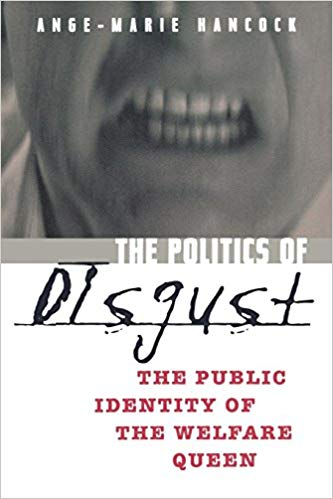 ANGE-MARIE HANCOCK
THE POLITICS OF
Disgust
THE PUBLIC
IDENTITY OF
THE WELFARE
QUEEN